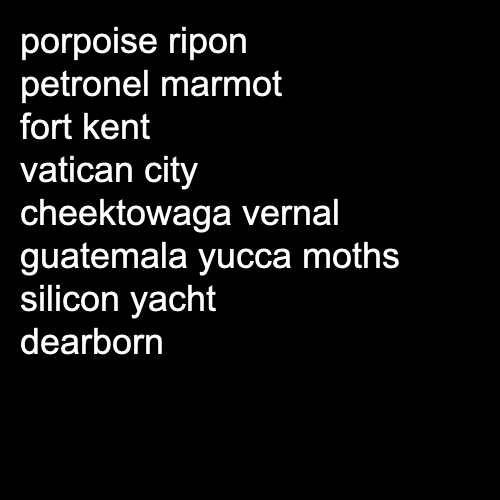 porpoise ripon
petronel marmot
fort kent
vatican city
cheektowaga vernal
guatemala yucca moths
silicon yacht
dearborn